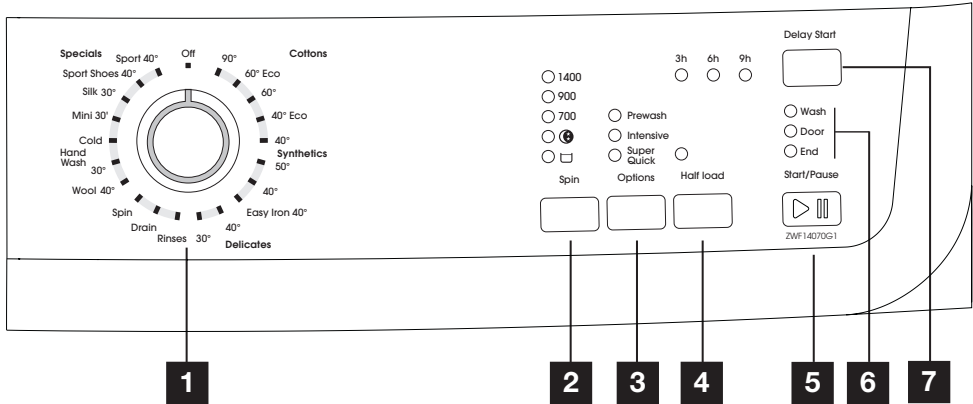 Specials
Sport 40°
Off
90°
Cottons
Sport Shoes 40°
60° Eco
Silk 30°
60°
Mini 30'
40° Eco
Cold
40°
Hand
Wash
30°
Synthetics
50°
Wool 40°
40°
Spin
Easy Iron 40°
Drain
40°
Rinses
30°
Delicates
1400
900
700
Prewash
Intensive
Super
Quick
Spin
Options
Half load
3h 6h 9h
Delay Start
Wash
Door
End
Start/Pause
ZWF14070G1
1
2
3
4
5
6
7